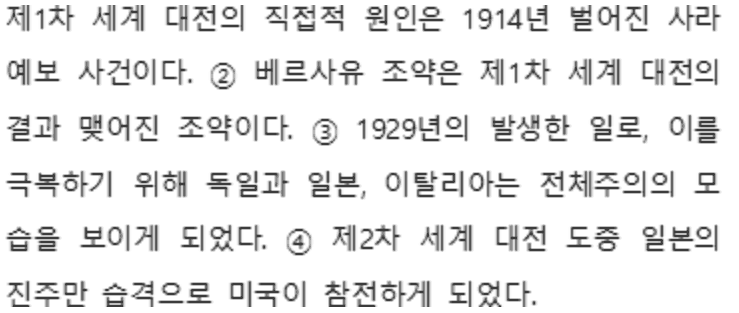 제1차 세계 대전의 직접적 원인은 1914년 벌어진 사라
예보 사건이다. ② 베르사유 조약은 제1차 세계 대전의
결과 맺어진 조약이다. ③ 1929년의 발생한 일로, 이를
극복하기 위해 독일과 일본, 이탈리아는 전체주의의 모
습을 보이게 되었다. ④ 제2차 세계 대전 도중 일본의
진주만 습격으로 미국이 참전하게 되었다.